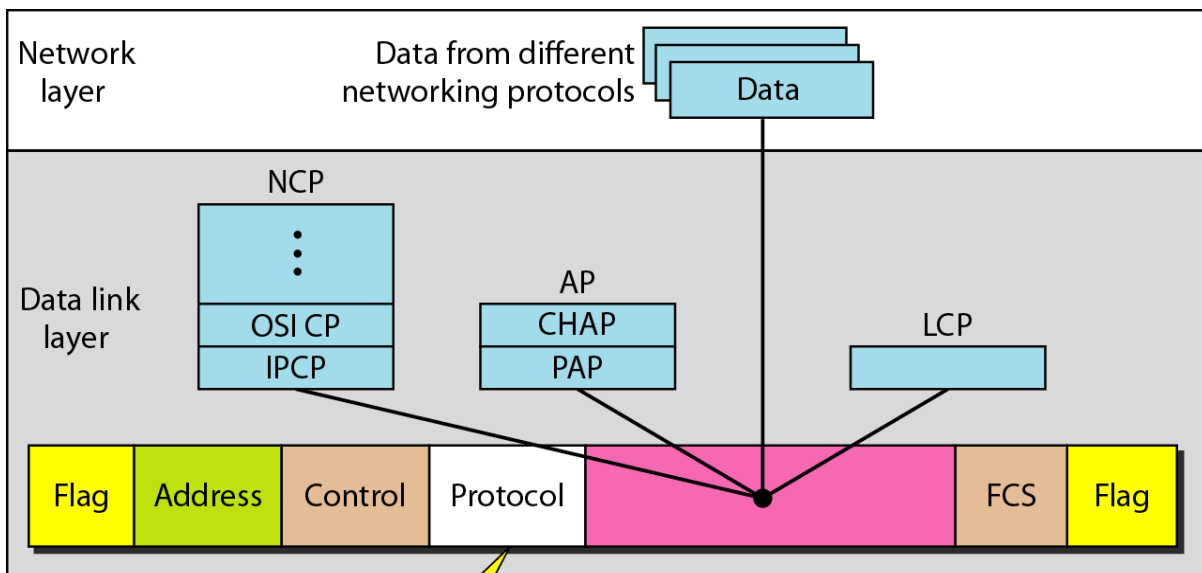 Network
layer
Data from different
networking protocols
Data
NCP
OSI CP
IPCP
AP
CHAP
PAP
LCP
Data link
layer
Flag
Address
Control
Protocol
FCS
Flag